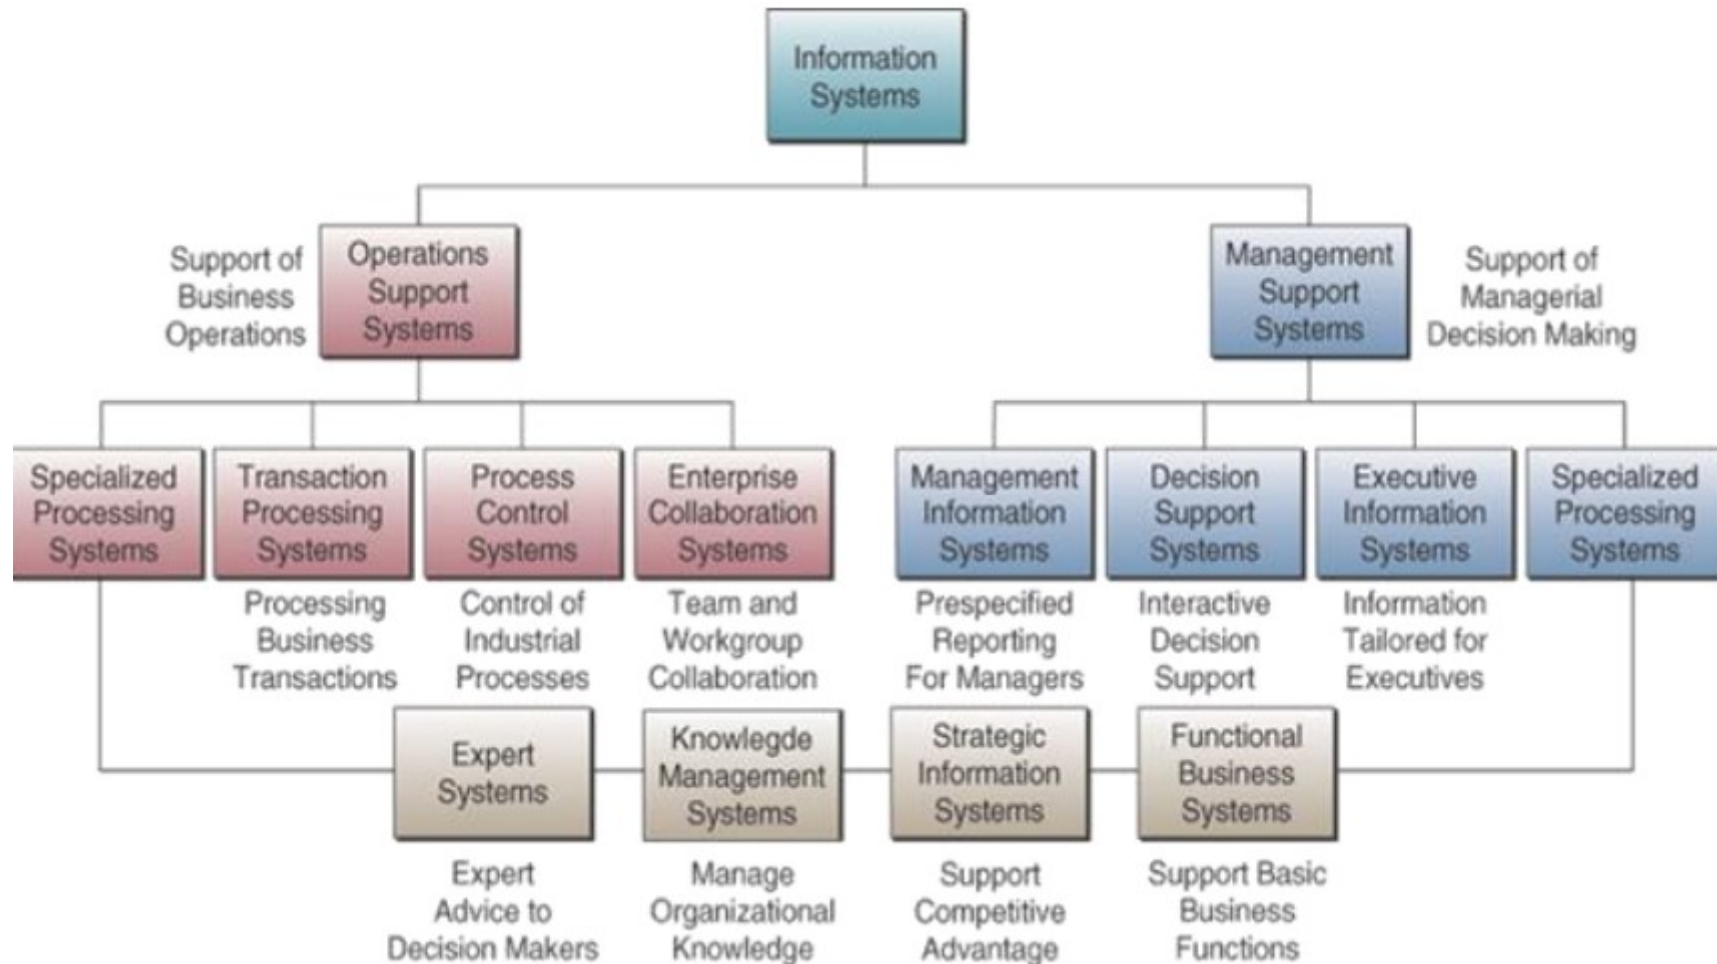 Information
Systems
Support of
Business
Operations
Operations
Support
Systems
Management
Support
Systems
Support of
Managerial
Decision Making
Specialized
Processing
Systems
Transaction
Processing
Systems
Process
Control
Systems
Enterprise
Collaboration
Systems
Management
Information
Systems
Decision
Support
Systems
Executive
Information
Systems
Specialized
Processing
Systems
Processing
Business
Transactions
Control of
Industrial
Processes
Team and
Workgroup
Collaboration
Prespecified
Reporting
For Managers
Interactive
Decision
Support
Information
Tailored for
Executives
Expert
Systems
Knowlegde
Management
Systems
Strategic
Information
Systems
Functional
Business
Systems
Expert
Advice to
Decision Makers
Manage
Organizational
Knowledge
Support
Competitive
Advantage
Support Basic
Business
Functions